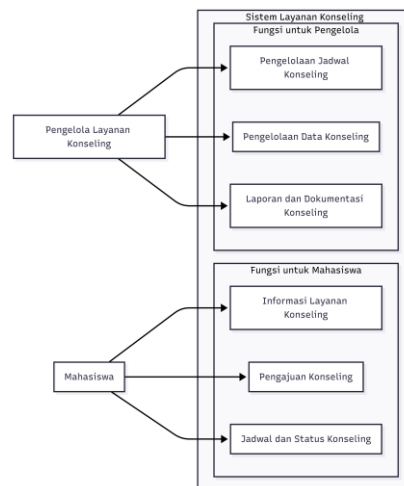 Sistem Layanan Konseling
Fungsi untuk Pengelola
Pengelolaan Jadwal
Konseling
Pengelola Layanan
Konseling
Pengelolaan Data Konseling
Laporan dan Dokumentasi
Konseling
Fungsi untuk Mahasiswa
Informasi Layanan
Konseling
Mahasiswa
Pengajuan Konseling
Jadwal dan Status Konseling